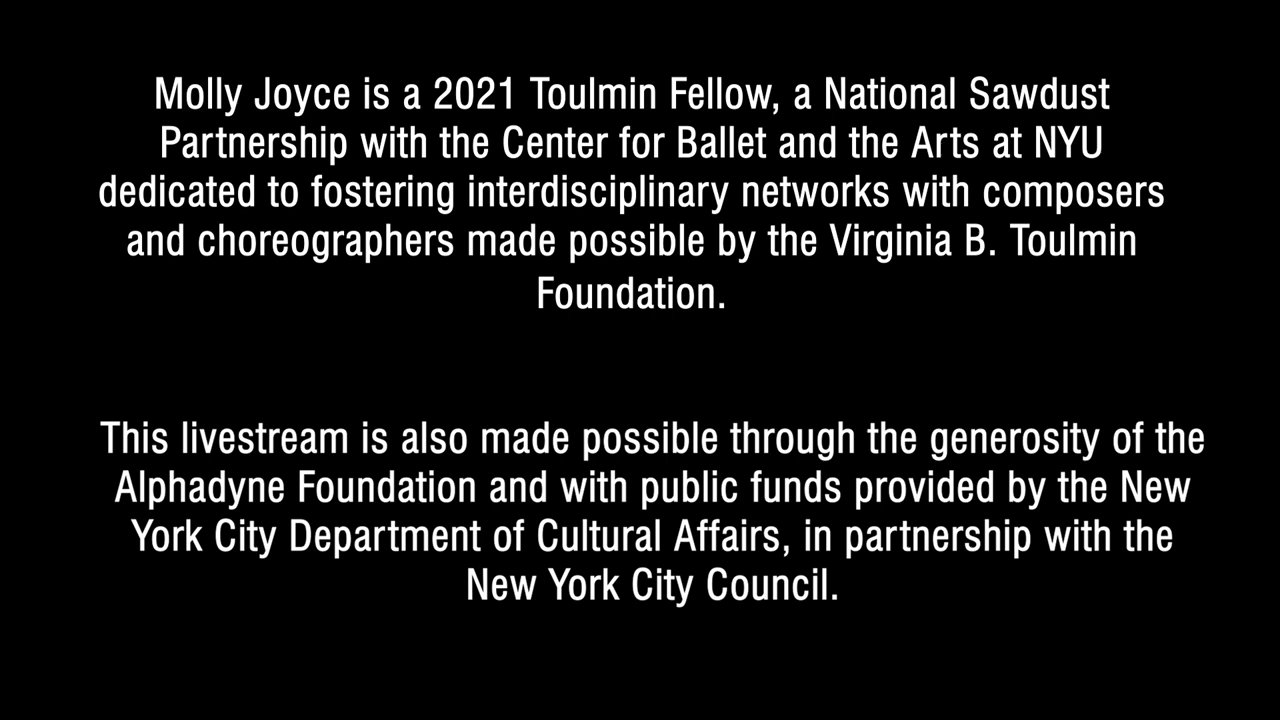 Molly Joyce is a 2021 Toulmin Fellow, a National Sawdust
Partnership with the Center for Ballet and the Arts at NYU
dedicated to fostering interdisciplinary networks with composers
and choreographers made possible by the Virginia B. Toulmin
Foundation.
This livestream is also made possible through the generosity of the
Alphadyne Foundation and with public funds provided by the New
York City Department of Cultural Affairs, in partnership with the
New York City Council.